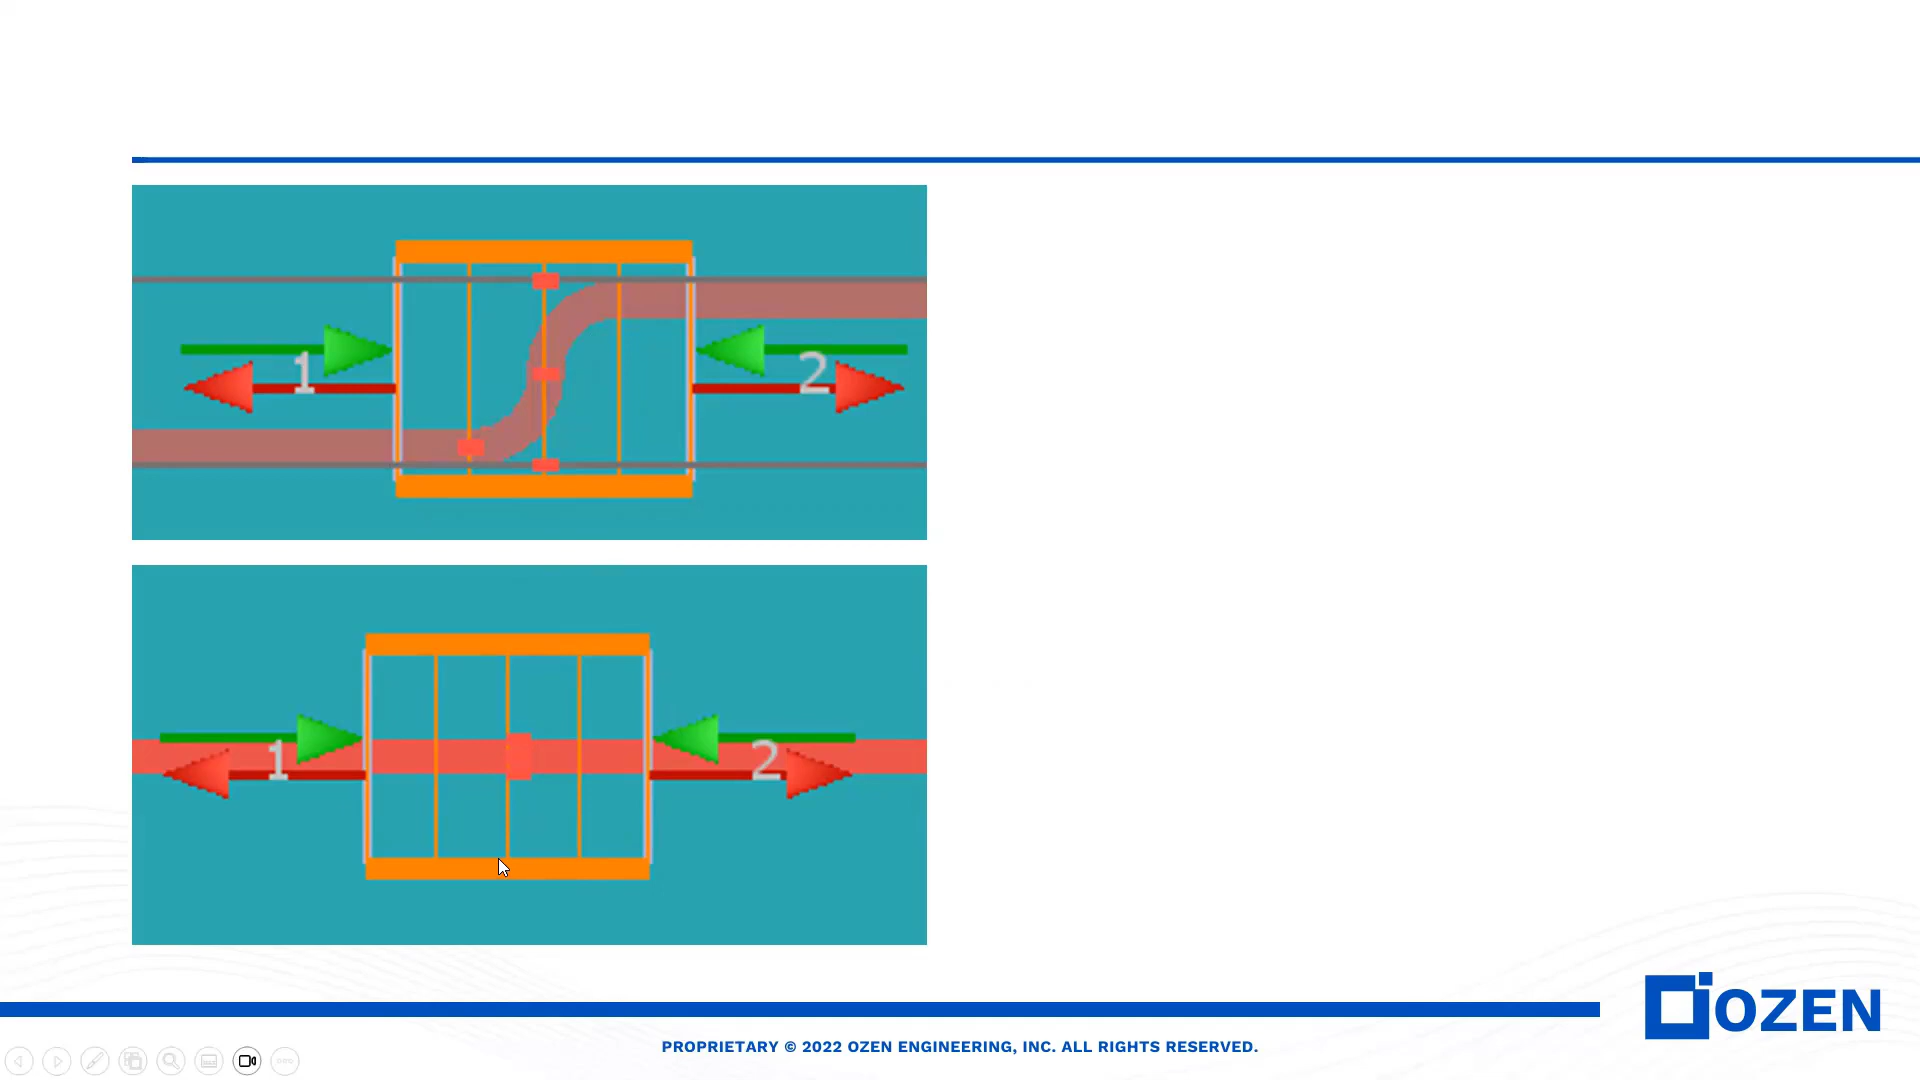 1
2
1
2
OZEN
PROPRIETARY © 2022 OZEN ENGINEERING, INC. ALL RIGHTS RESERVED.